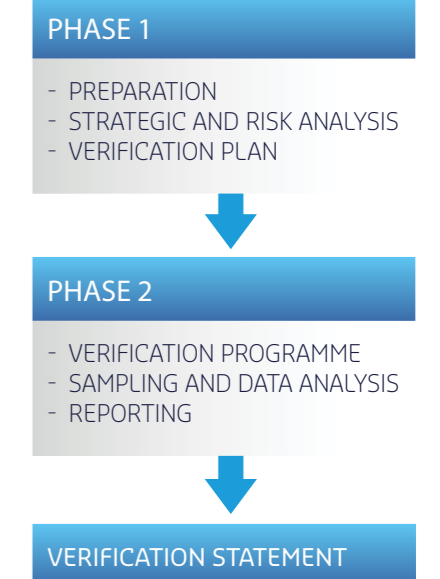 PHASE 1
- PREPARATION
- STRATEGIC AND RISK ANALYSIS
- VERIFICATION PLAN
PHASE 2
- VERIFICATION PROGRAMME
- SAMPLING AND DATA ANALYSIS
- REPORTING
VERIFICATION STATEMENT